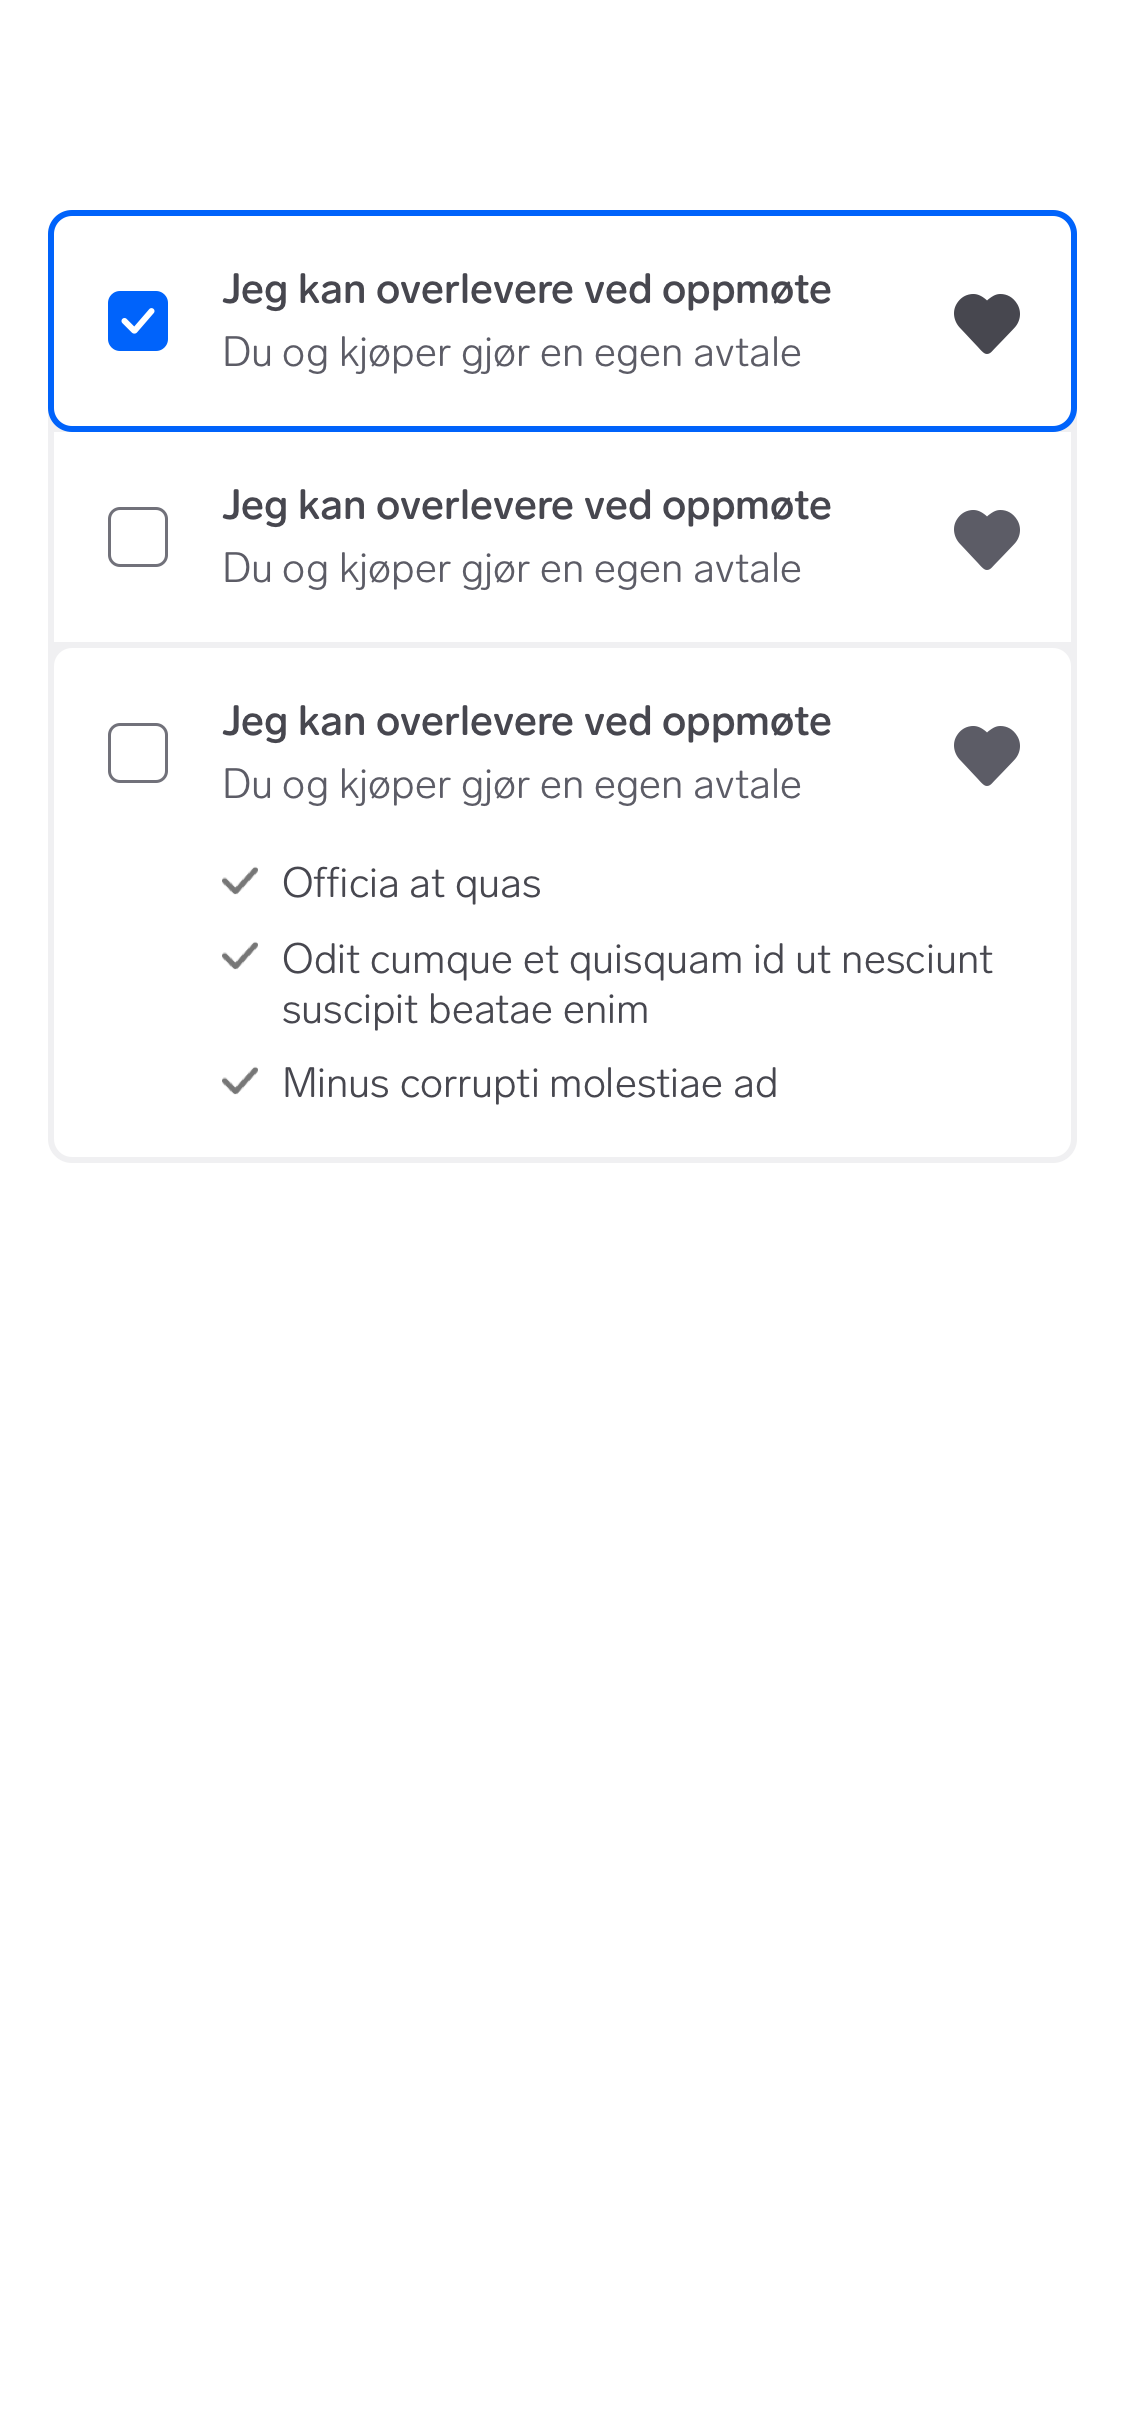 Jeg kan overlevere ved oppmøte
Du og kjøper gjør en egen avtale
Jeg kan overlevere ved oppmøte
Du og kjøper gjør en egen avtale
Jeg kan overlevere ved oppmøte
Du og kjøper gjør en egen avtale
Officia at quas
Odit cumque et quisquam id ut nesciunt
suscipit beatae enim
Minus corrupti molestiae ad